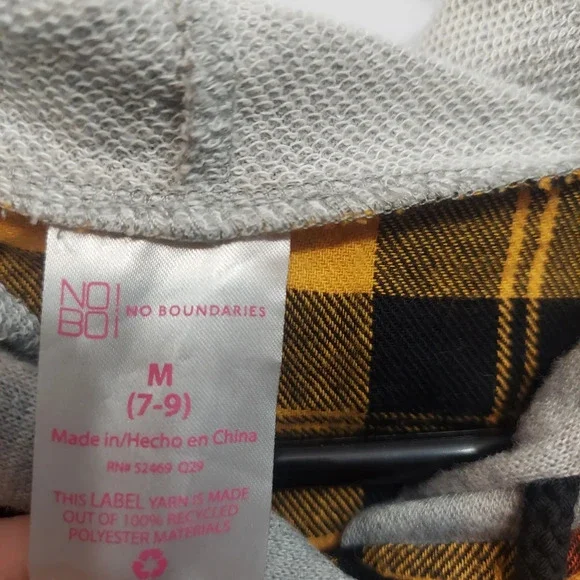 NO
BO
NO BOUNDARIES
M
(7-9)
Made in/Hecho en China
RN# 52469 Q29
THIS LABEL YARN IS MADE
OUT OF 100% RECYCLED
POLYESTER MATERIALS